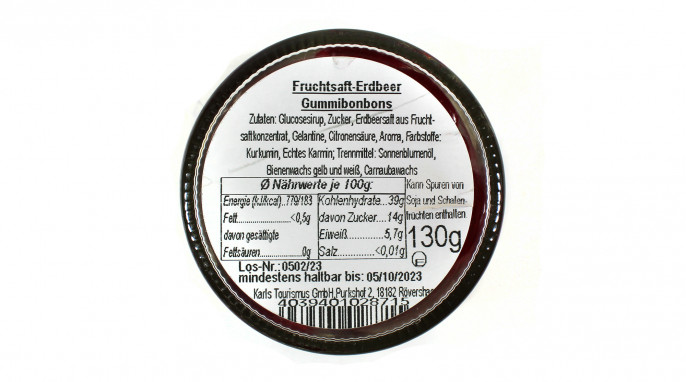 Fruchtsaft-Erdbeer
Gummibonbons
Zutaten: Glucosesirup, Zucker, Erdbeersaft aus Frucht-
saftkonzentrat, Gelantine, Citronensäure, Aroma, Farbstoffe:
Kurkumin, Echtes Karmin; Trennmittel: Sonnenblumenöl,
Bienenwachs gelb und weiß, Carnaubawachs
Ø Nährwerte je 100g:
Energie (kJ/kcal)..779/183
Fett..............<0,5g
davon gesättigte
Fettsäuren...........0g
Kohlenhydrate...39g
davon Zucker....14g
Eiweiß..........5,7g
Salz.........<0,01g
Kann Spuren von
Soja und Schalen-
früchten enthalten
130g
Los-Nr.:0502/23
mindestens haltbar bis: 05/10/2023
Karls Tourismus GmbH,Purkshof 2, 18182
4039401028715